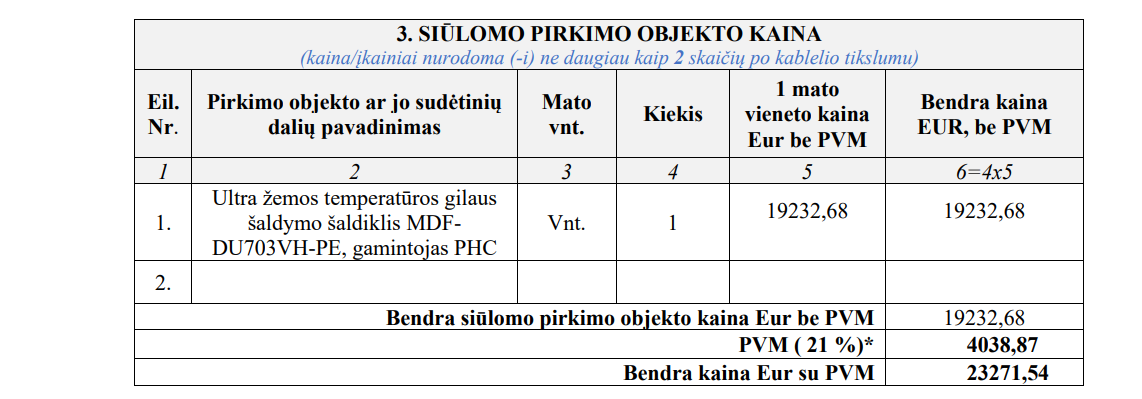 3. SIŪLOMO PIRKIMO OBJEKTO KAINA
(kaina/įkainiai nurodoma (-i) ne daugiau kaip 2 skaičių po kablelio tikslumu)
Eil. Nr.
Pirkimo objekto ar jo sudėtinių
dalių pavadinimas
Mato
vnt.
Kiekis
1 mato
vieneto kaina
Eur be PVM
Bendra kaina
EUR, be PVM
1 2 3 4 5 6=4x5
1.
Ultra žemos temperatūros gilaus
šaldymo šaldiklis MDF-
DU703VH-PE, gamintojas PHC
Vnt.
1
19232,68
19232,68
2.
Bendra siūlomo pirkimo objekto kaina Eur be PVM 19232,68
PVM ( 21 %)* 4038,87
Bendra kaina Eur su PVM 23271,54